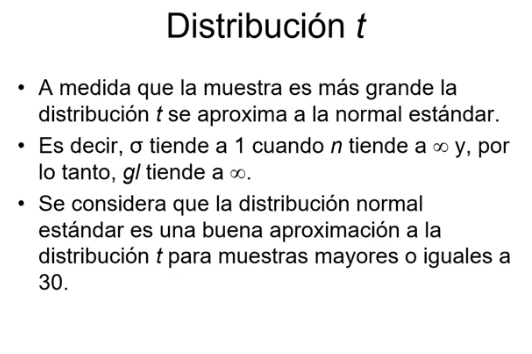 Distribución t
• A medida que la muestra es más grande la
distribución t se aproxima a la normal estándar.
• Es decir, σ tiende a 1 cuando n tiende a ∞ y, por
lo tanto, gl tiende a ∞.
• Se considera que la distribución normal
estándar es una buena aproximación a la
distribución t para muestras mayores o iguales a
30.